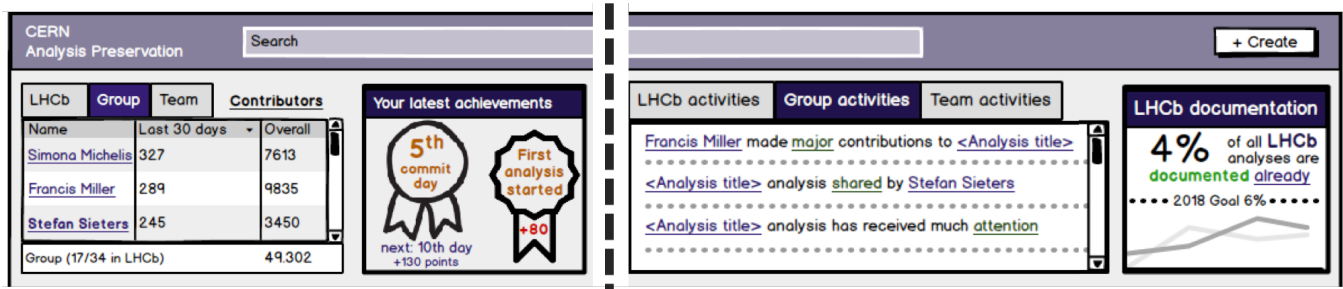 CERN
Analysis Preservation
Search
+ Create
LHCb Group Team Contributors
Name Last 30 days Overall
Simona Michelis 327 7613
Francis Miller 289 9835
Stefan Sieters 245 3450
Group (17/34 in LHCb) 49.302
Your latest achievements
5th
commit
day
next: 10th day
+130 points
First
analysis
started
+80
LHCb activities Group activities Team activities
Francis Miller made major contributions to <Analysis title>
<Analysis title> analysis shared by Stefan Sieters
<Analysis title> analysis has received much attention
LHCb documentation
4% of all LHCb
analyses are
documented already
2018 Goal 6%